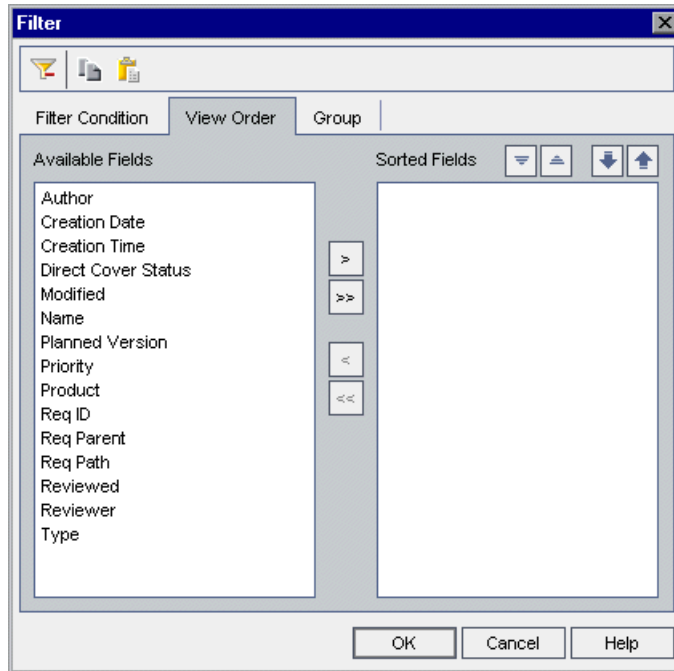 Filter
Filter Condition View Order Group
Available Fields Sorted Fields
Author
Creation Date
Creation Time
Direct Cover Status
Modified
Name
Planned Version
Priority
Product
Req ID
Req Parent
Req Path
Reviewed
Reviewer
Type
>
>>
<
<<
OK Cancel Help